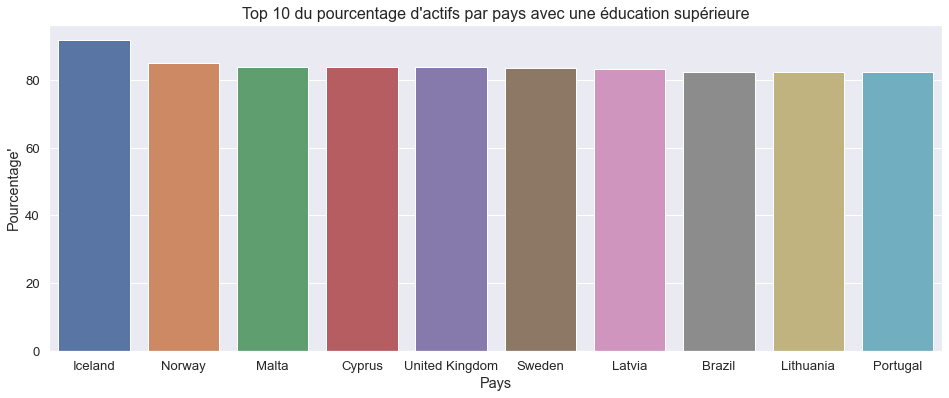 Top 10 du pourcentage d'actifs par pays avec une éducation supérieure
Pourcentage'
80
60
40
20
0
Iceland Norway Malta Cyprus United Kingdom Sweden Latvia Brazil Lithuania Portugal
Pays